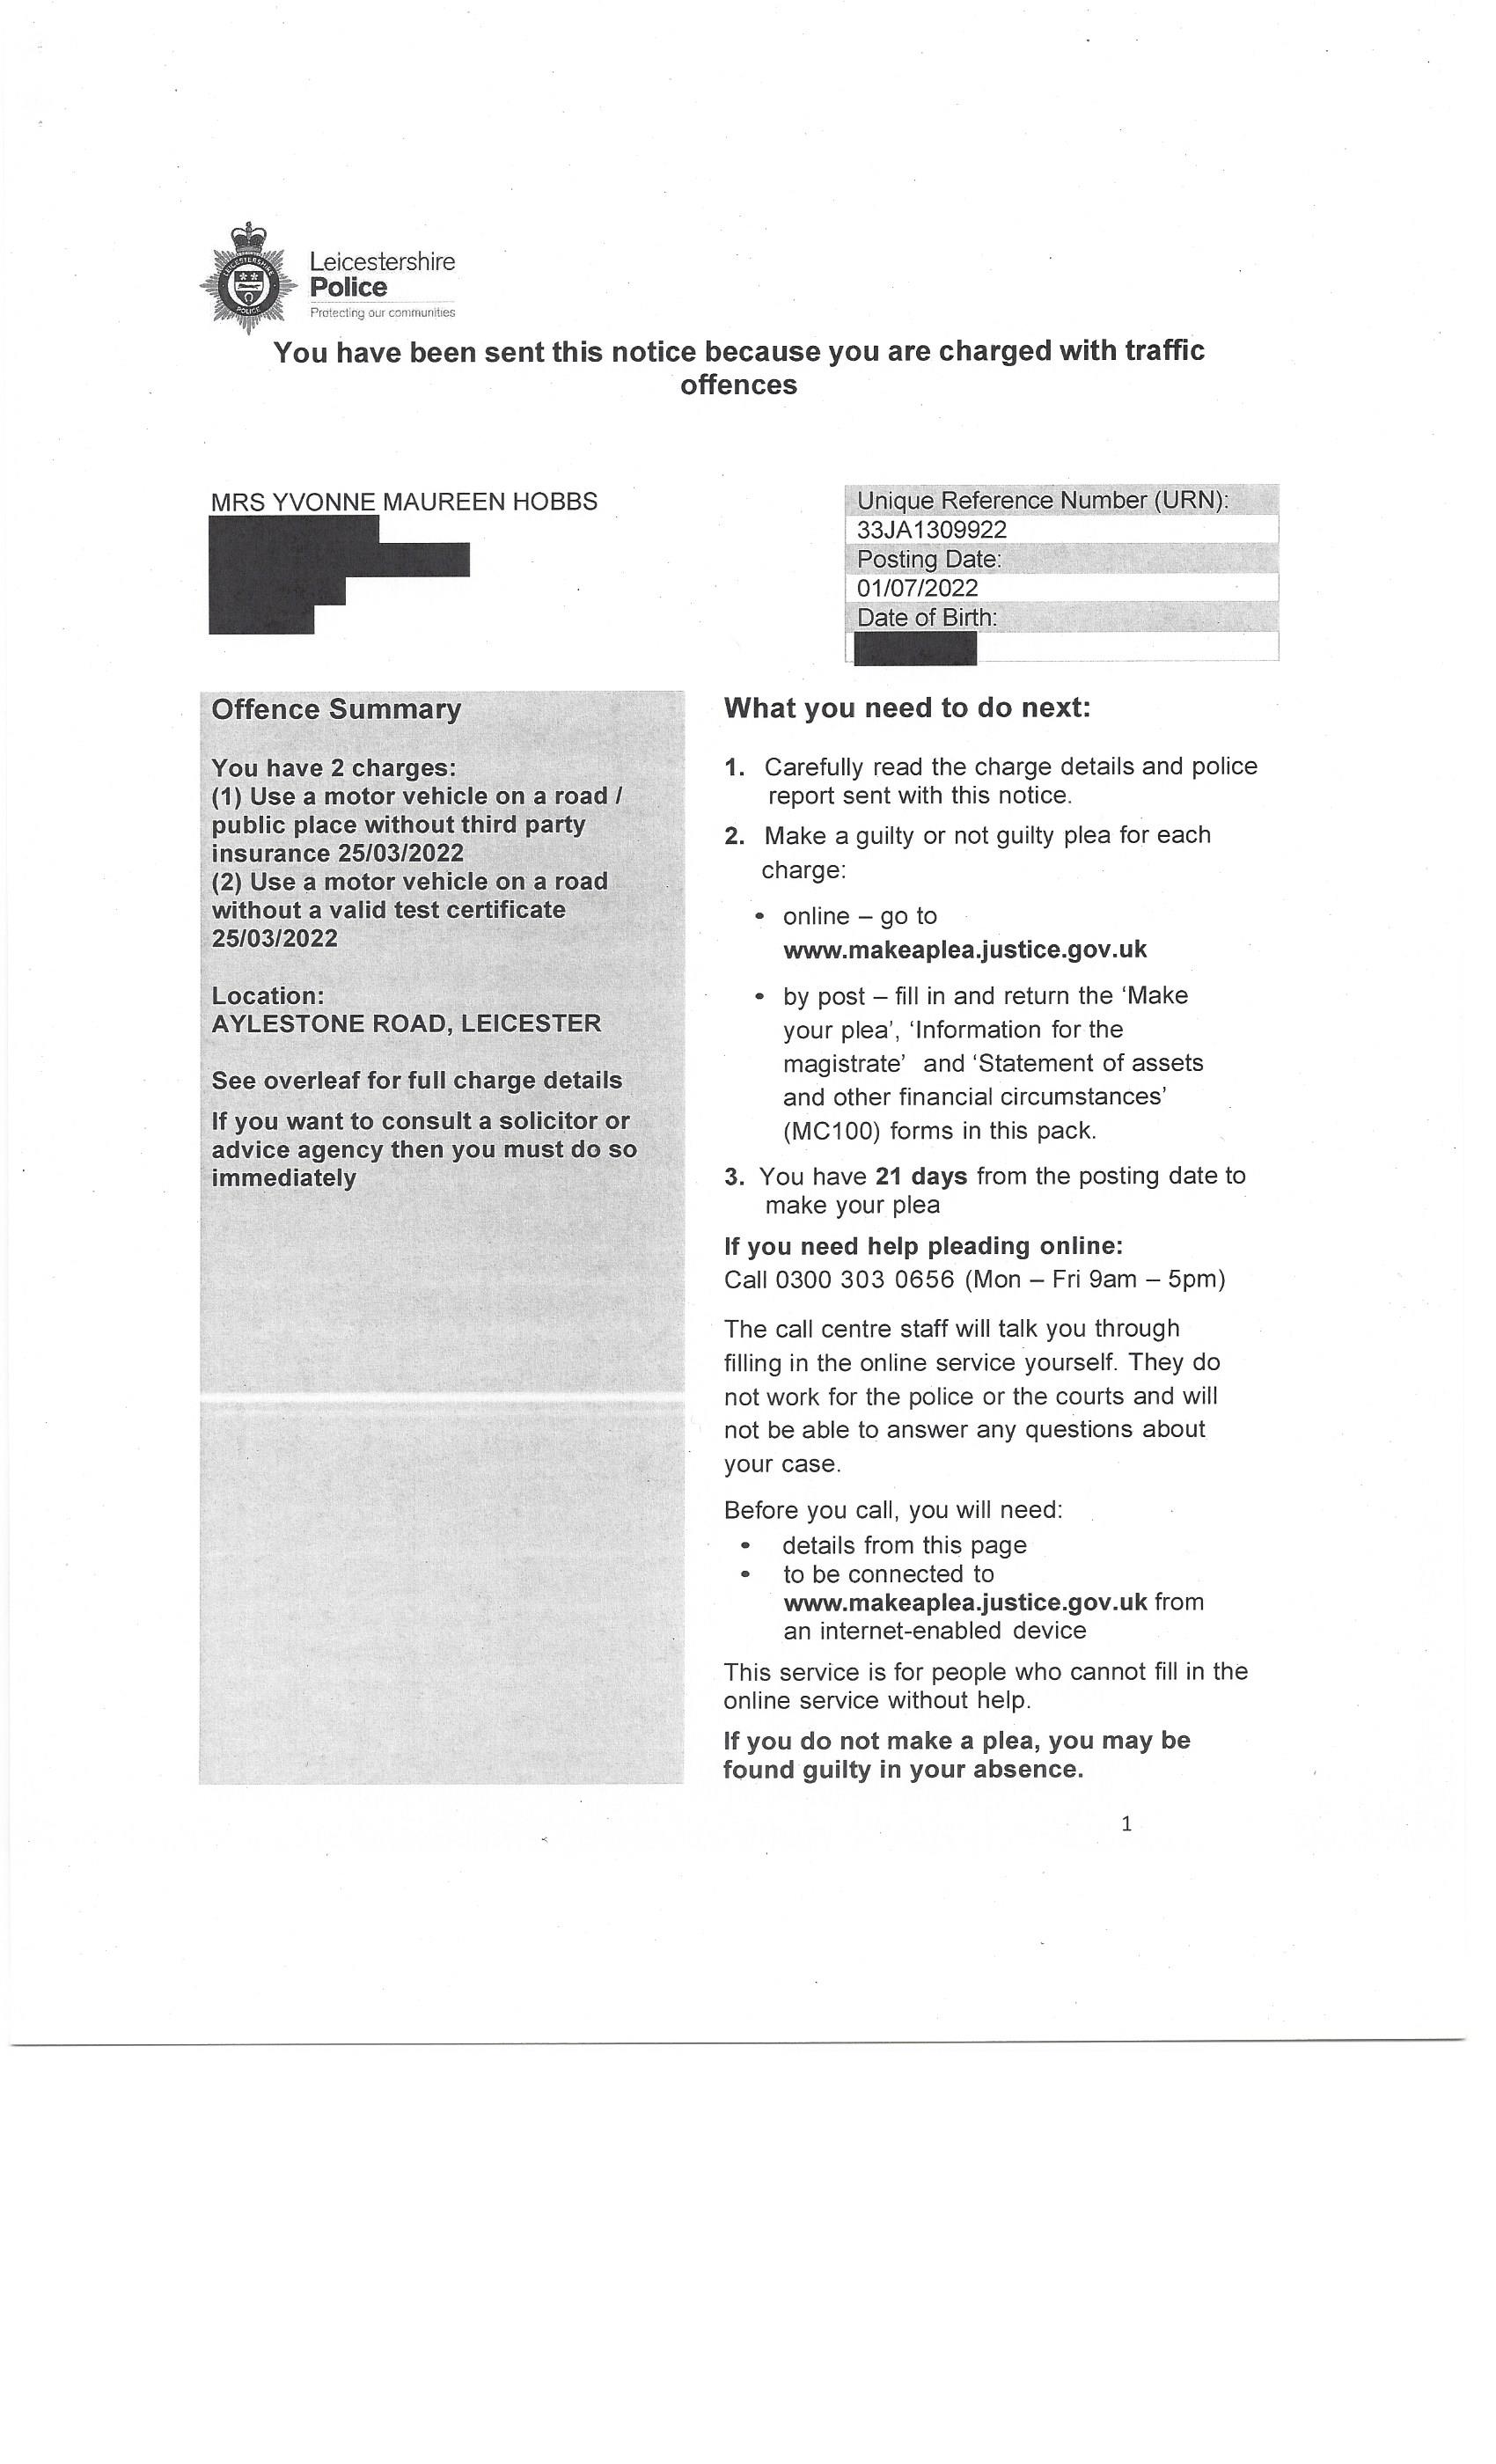 Leicestershire
Police
Protecting our communities
You have been sent this notice because you are charged with traffic
offences
MRS YVONNE MAUREEN HOBBS
Unique Reference Number (URN):
33JA1309922
Posting Date:
01/07/2022
Date of Birth:
Offence Summary
You have 2 charges:
(1) Use a motor vehicle on a road /
public place without third party
insurance 25/03/2022
(2) Use a motor vehicle on a road
without a valid test certificate
25/03/2022
Location:
AYLESTONE ROAD, LEICESTER
See overleaf for full charge details
If you want to consult a solicitor or
advice agency then you must do so
immediately
What you need to do next:
1. Carefully read the charge details and police
report sent with this notice.
2. Make a guilty or not guilty plea for each
charge:
• online – go to
www.makeaplea.justice.gov.uk
• by post – fill in and return the ‘Make
your plea’, ‘Information for the
magistrate’ and ‘Statement of assets
and other financial circumstances’
(MC100) forms in this pack.
3. You have 21 days from the posting date to
make your plea
If you need help pleading online:
Call 0300 303 0656 (Mon – Fri 9am – 5pm)
The call centre staff will talk you through
filling in the online service yourself. They do
not work for the police or the courts and will
not be able to answer any questions about
your case.
Before you call, you will need:
• details from this page
• to be connected to
www.makeaplea.justice.gov.uk from
an internet-enabled device
This service is for people who cannot fill in the
online service without help.
If you do not make a plea, you may be
found guilty in your absence.
1